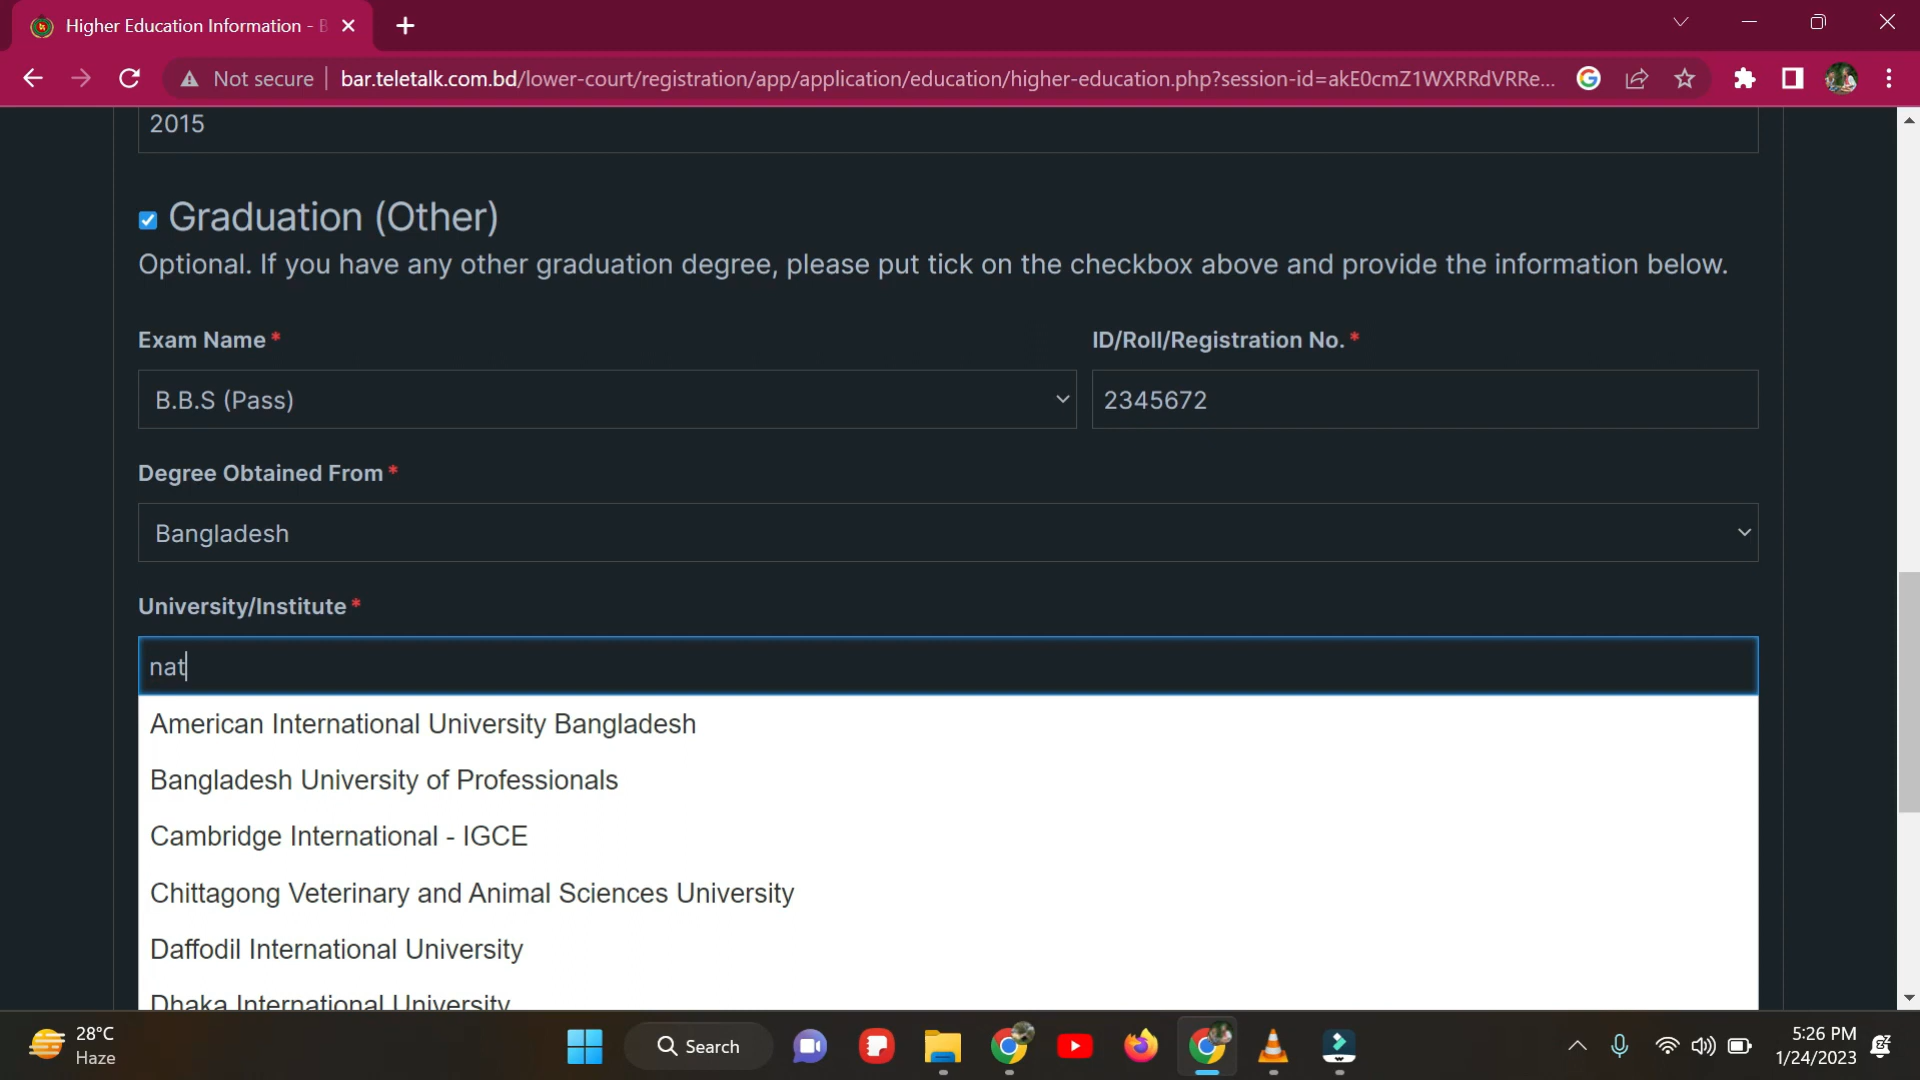 Higher Education Information - B
Not secure
bar.teletalk.com.bd/lower-court/registration/app/application/education/higher-education.php?session-id=akE0cmZ1WXRRdVRRe...
2015
Graduation (Other)
Optional. If you have any other graduation degree, please put tick on the checkbox above and provide the information below.
Exam Name *
ID/Roll/Registration No. *
B.B.S (Pass)
2345672
Degree Obtained From *
Bangladesh
University/Institute *
nat
American International University Bangladesh
Bangladesh University of Professionals
Cambridge International - IGCE
Chittagong Veterinary and Animal Sciences University
Daffodil International University
Dhaka International University
28°C
Haze
Search
5:26 PM
1/24/2023